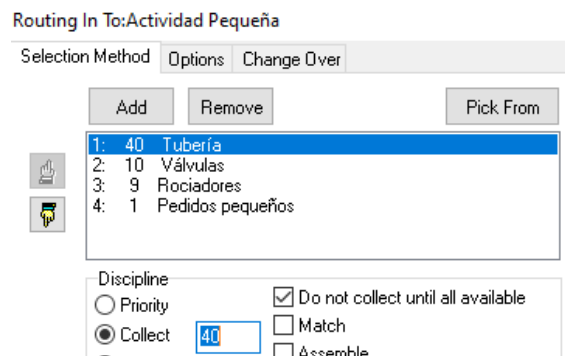 Routing In To:Actividad Pequeña
Selection Method Options Change Over
Add Remove Pick From
1: 40 Tubería
2: 10 Válvulas
3: 9 Rociadores
4: 1 Pedidos pequeños
Discipline
Priority
Do not collect until all available
Collect 40
Match
Assemble